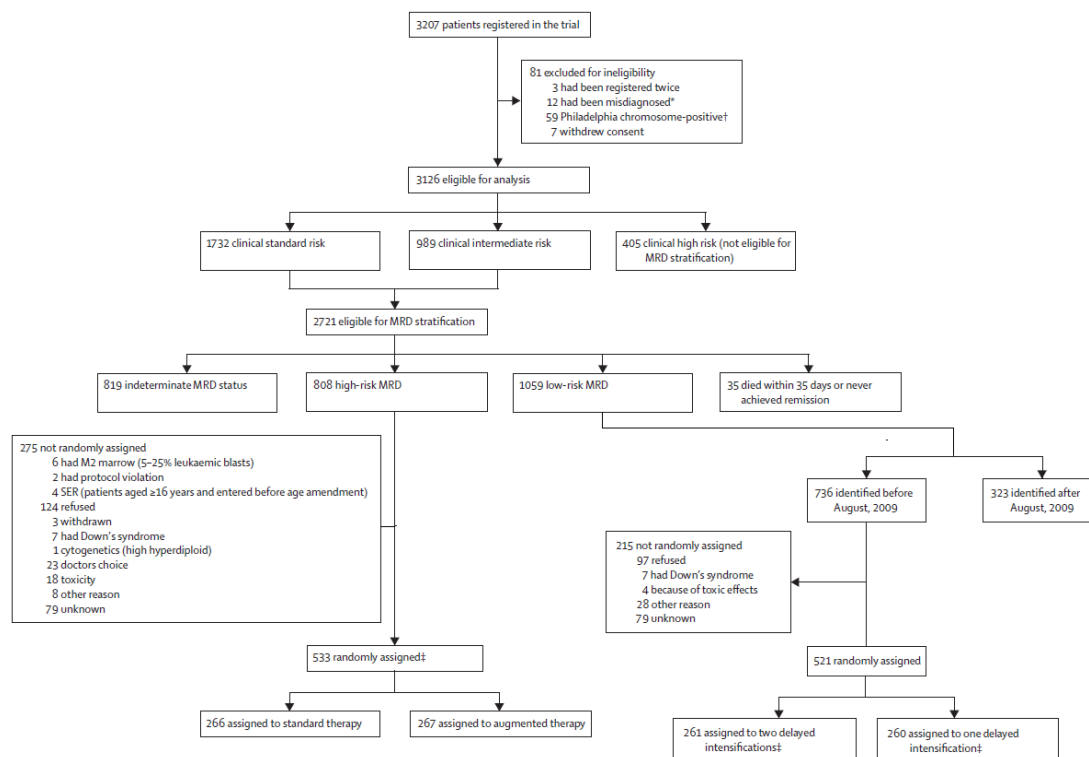 3207 patients registered in the trial
81 excluded for ineligibility
3 had been registered twice
12 had been misdiagnosed*
59 Philadelphia chromosome-positive†
7 withdrew consent
3126 eligible for analysis
1732 clinical standard risk
989 clinical intermediate risk
405 clinical high risk (not eligible for
MRD stratification)
2721 eligible for MRD stratification
819 indeterminate MRD status
808 high-risk MRD
1059 low-risk MRD
35 died within 35 days or never
achieved remission
275 not randomly assigned
6 had M2 marrow (5–25% leukaemic blasts)
2 had protocol violation
4 SER (patients aged ≥16 years and entered before age amendment)
124 refused
3 withdrawn
7 had Down's syndrome
1 cytogenetics (high hyperdiploid)
23 doctors choice
18 toxicity
8 other reason
79 unknown
736 identified before
August, 2009
323 identified after
August, 2009
215 not randomly assigned
97 refused
7 had Down's syndrome
4 because of toxic effects
28 other reason
79 unknown
533 randomly assigned‡
521 randomly assigned
266 assigned to standard therapy
267 assigned to augmented therapy
261 assigned to two delayed
intensifications‡
260 assigned to one delayed
intensification‡